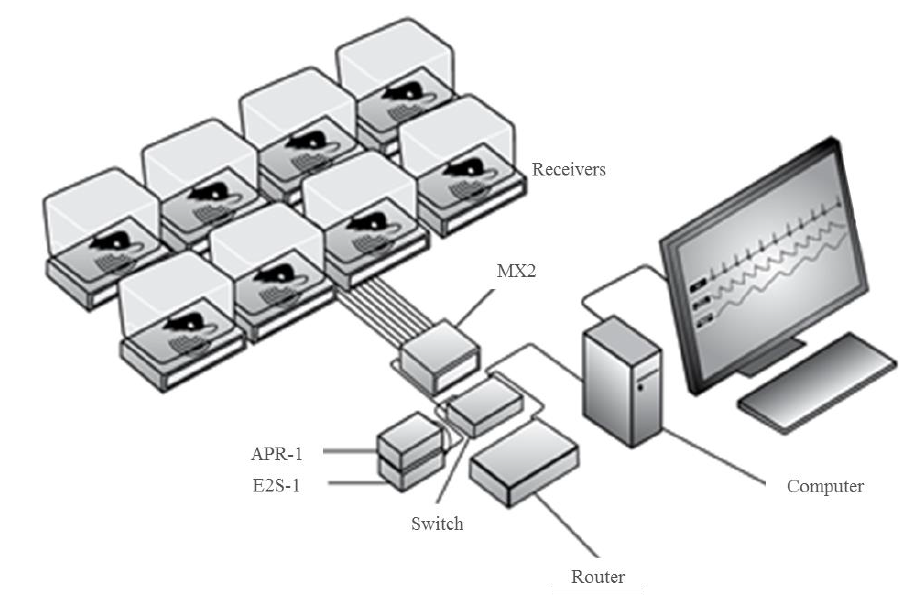 Receivers
MX2
APR-1
E2S-1
Switch
Computer
Router